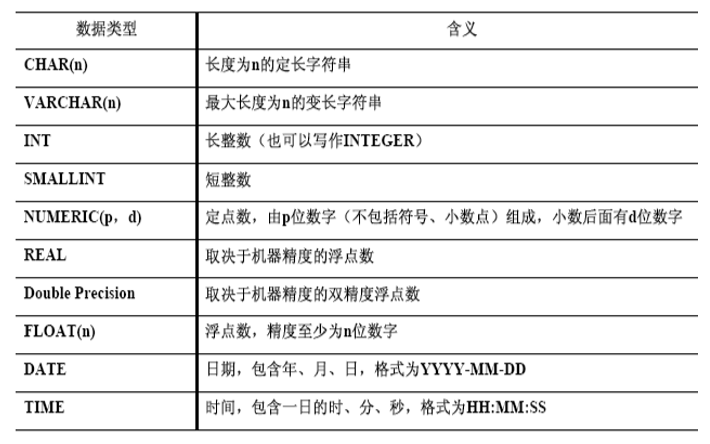 数据类型 含义
CHAR(n) 长度为n的定长字符串
VARCHAR(n) 最大长度为n的变长字符串
INT 长整数（也可以写作INTEGER）
SMALLINT 短整数
NUMERIC(p，d) 定点数，由p位数字（不包括符号、小数点）组成，小数后面有d位数字
REAL 取决于机器精度的浮点数
Double Precision 取决于机器精度的双精度浮点数
FLOAT(n) 浮点数，精度至少为n位数字
DATE 日期，包含年、月、日，格式为YYYY-MM-DD
TIME 时间，包含一日的时、分、秒，格式为HH:MM:SS